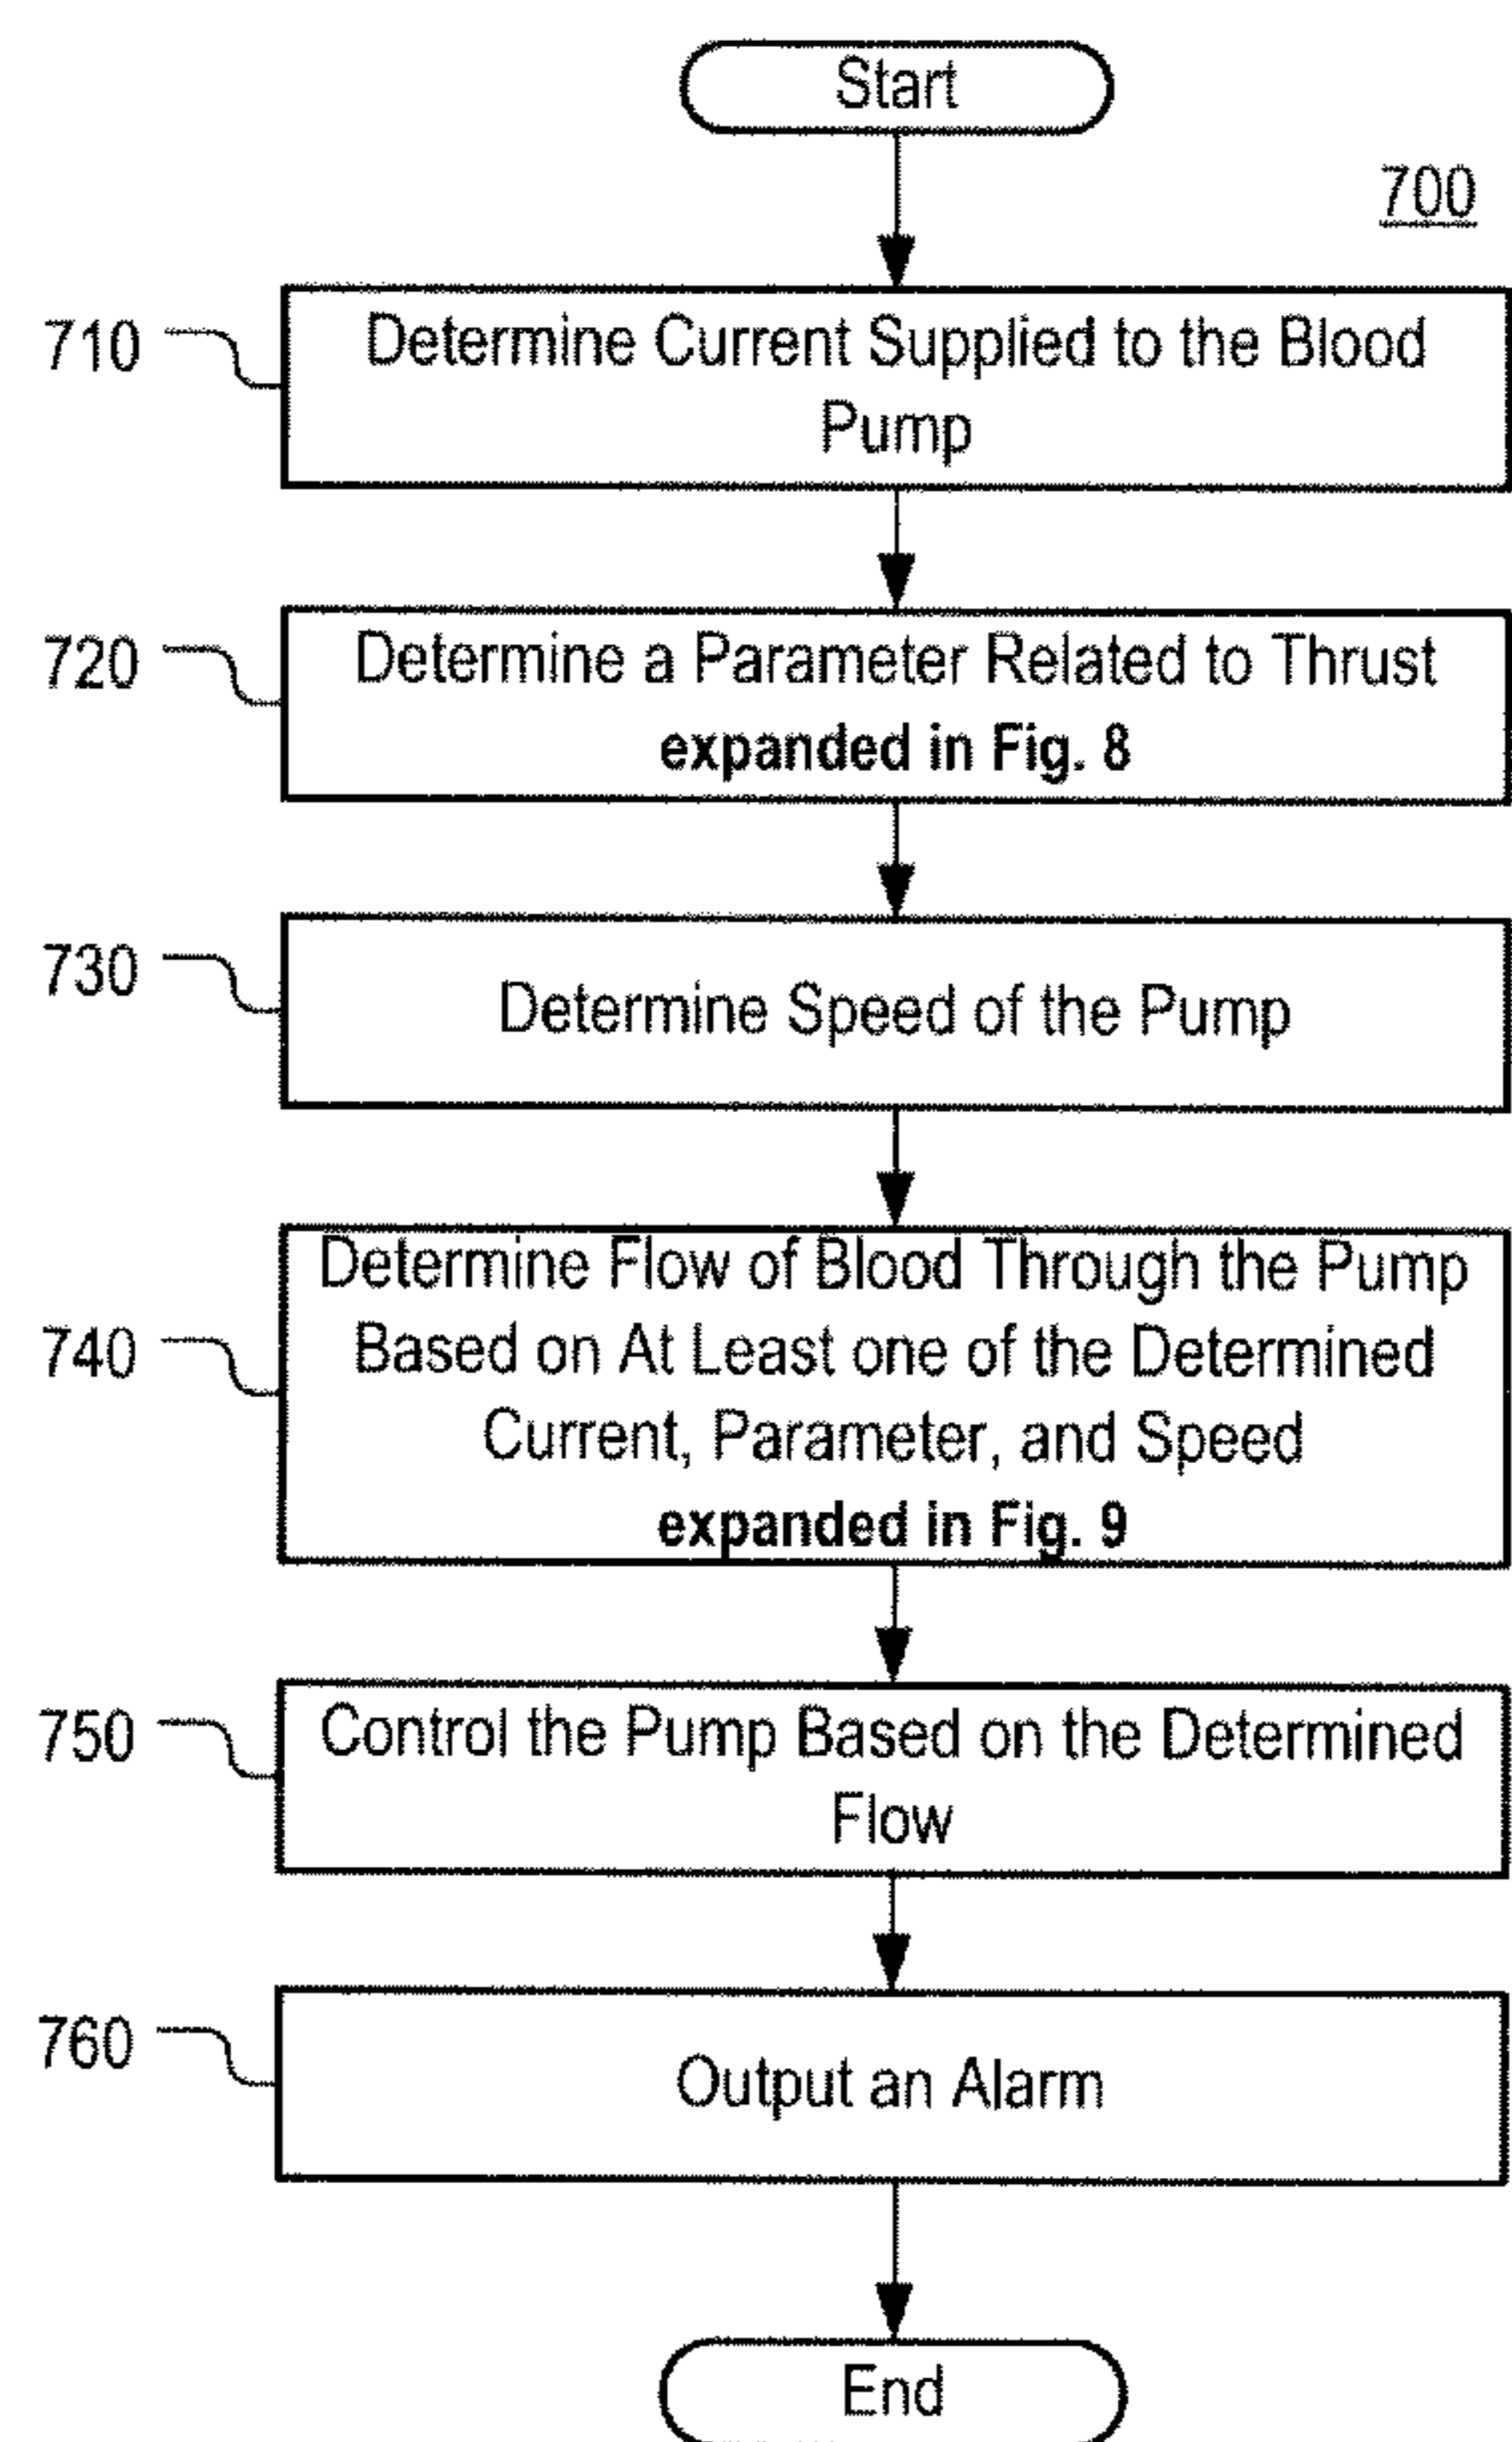 Start
700
710
Determine Current Supplied to the Blood
Pump
720
Determine a Parameter Related to Thrust
expanded in Fig. 8
730
Determine Speed of the Pump
740
Determine Flow of Blood Through the Pump
Based on At Least one of the Determined
Current, Parameter, and Speed
expanded in Fig. 9
750
Control the Pump Based on the Determined
Flow
760
Output an Alarm
End